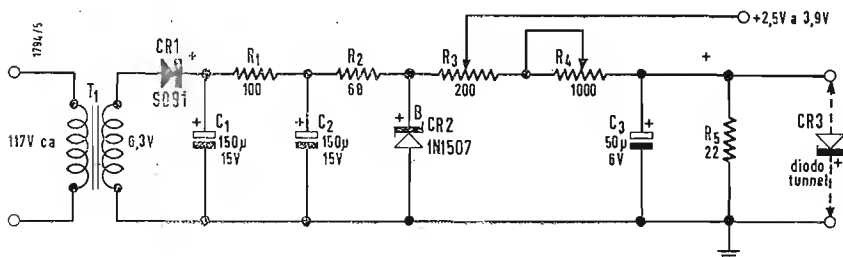 1794/5
117V ca
T1
6,3V
CR1
+
S091
+
C1
150µ
15V
R1
100
+
C2
150µ
15V
R2
68
+
B
CR2
1N1507
R3
200
R4
1000
+2,5V a 3,9V
+
+
C3
50µ
6V
R5
22
CR3
+
diodo
tunnel